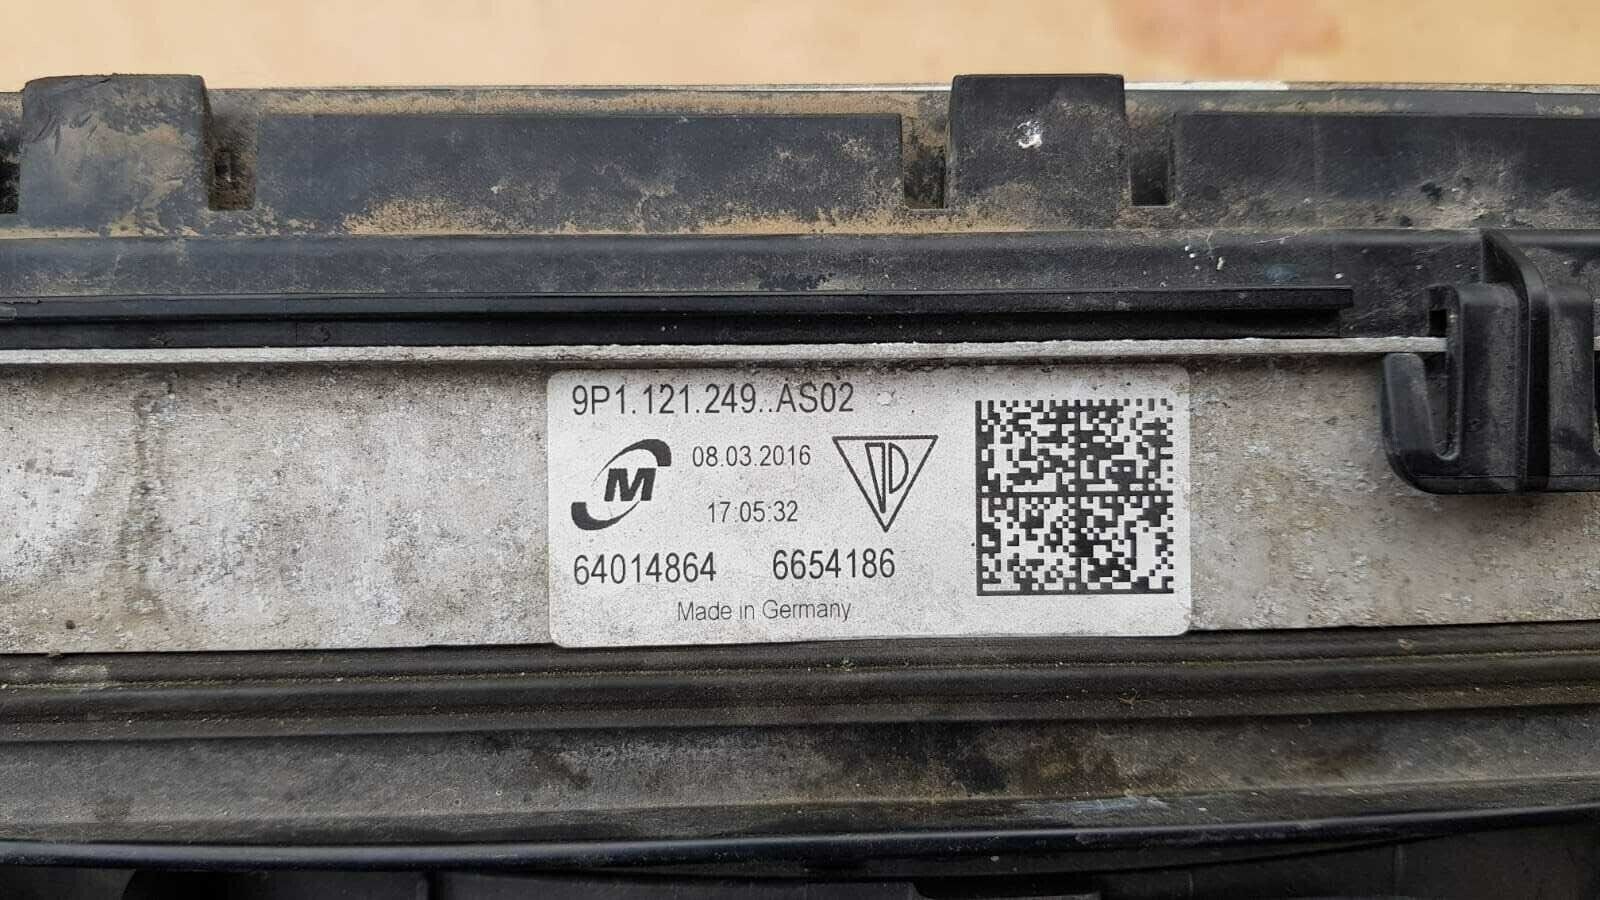 9P1.121.249..AS02
M
08.03.2016
17:05:32
64014864 6654186
Made in Germany